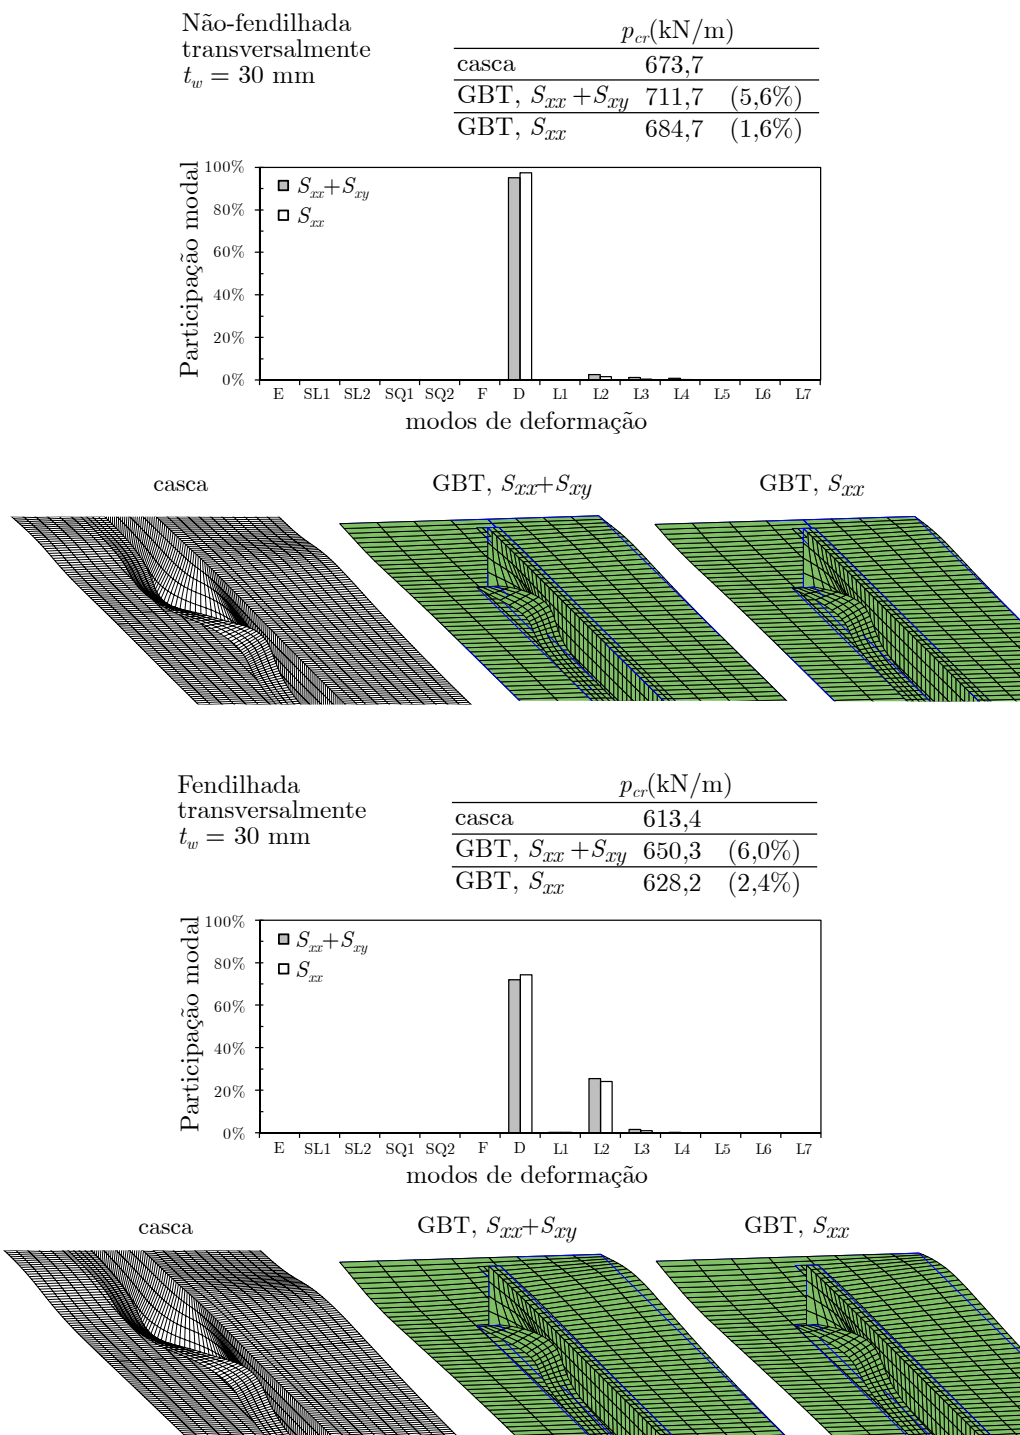 Não-fendilhada
transversalmente
t_w = 30 mm
p_cr(kN/m)
casca 673,7
GBT, S_xx+S_xy 711,7 (5,6%)
GBT, S_xx 684,7 (1,6%)
Participação modal
100%
80%
60%
40%
20%
0%
S_xx+S_xy
S_xx
E SL1 SL2 SQ1 SQ2 F D L1 L2 L3 L4 L5 L6 L7
modos de deformação
casca GBT, S_xx+S_xy GBT, S_xx
Fendilhada
transversalmente
t_w = 30 mm
p_cr(kN/m)
casca 613,4
GBT, S_xx+S_xy 650,3 (6,0%)
GBT, S_xx 628,2 (2,4%)
Participação modal
100%
80%
60%
40%
20%
0%
S_xx+S_xy
S_xx
E SL1 SL2 SQ1 SQ2 F D L1 L2 L3 L4 L5 L6 L7
modos de deformação
casca GBT, S_xx+S_xy GBT, S_xx